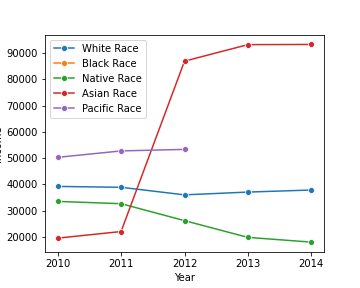 White Race
Black Race
Native Race
Asian Race
Pacific Race
90000
80000
70000
60000
50000
40000
30000
20000
2010
2011
2012
2013
2014
Year